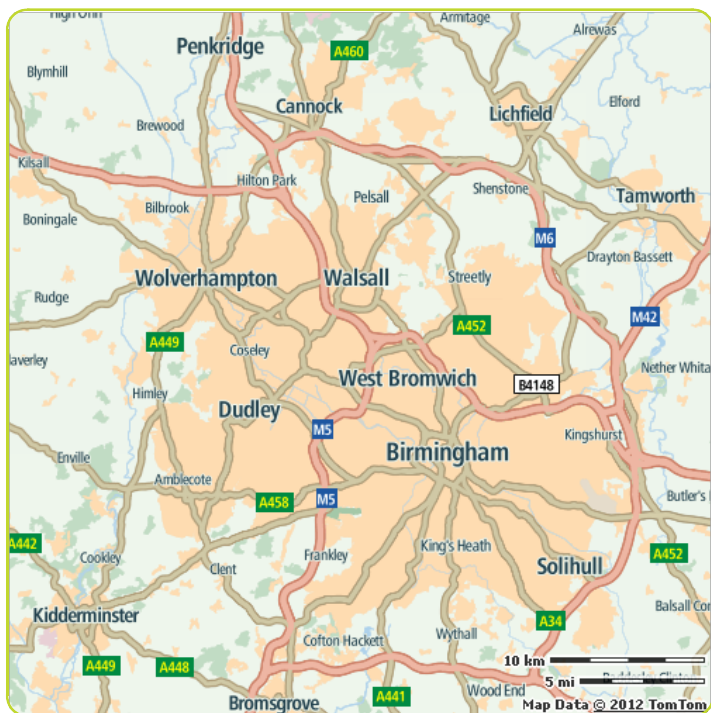 High Onn
Armitage
Alrewas
Penkridge
A460
Blymhill
Cannock
Lichfield
Elford
Brewood
Kilsall
Hilton Park
Pelsall
Shenstone
Tamworth
Bilbrook
Boningale
M6
Drayton Bassett
Wolverhampton
Walsall
Streetly
Rudge
M42
A452
A449
Coseley
Nether Whita
West Bromwich
B4148
Himley
Dudley
M5
Kingshurst
Birmingham
Enville
Amblecote
A458
M5
Butler's
A442
King's Heath
Cookley
Clent
Frankley
A452
Solihull
Kidderminster
Balsall Con
A34
Cofton Hackett
Wythall
A449
A448
10 km
5 mi
Wood End
A441
Bromsgrove
Map Data © 2012 TomTom